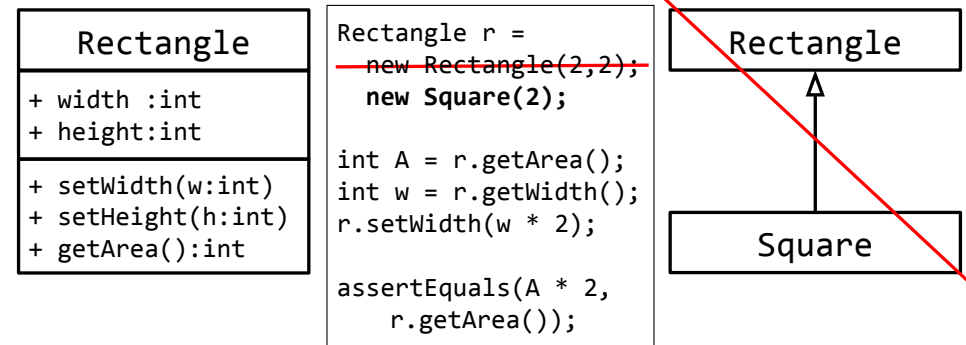 Rectangle
+ width :int
+ height:int
+ setWidth(w:int)
+ setHeight(h:int)
+ getArea():int
Rectangle r =
new Rectangle(2,2);
new Square(2);
int A = r.getArea();
int w = r.getWidth();
r.setWidth(w * 2);
assertEquals(A * 2,
r.getArea());
Rectangle
Square